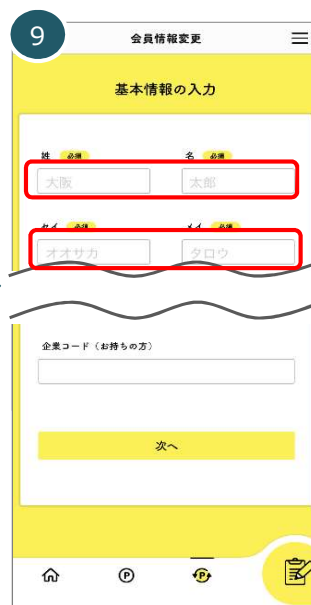 9
会員情報変更
基本情報の入力
姓 必須 名 必須
大阪 太郎
セイ 必須 メイ 必須
オオサカ タロウ
企業コード（お持ちの方）
次へ
P P